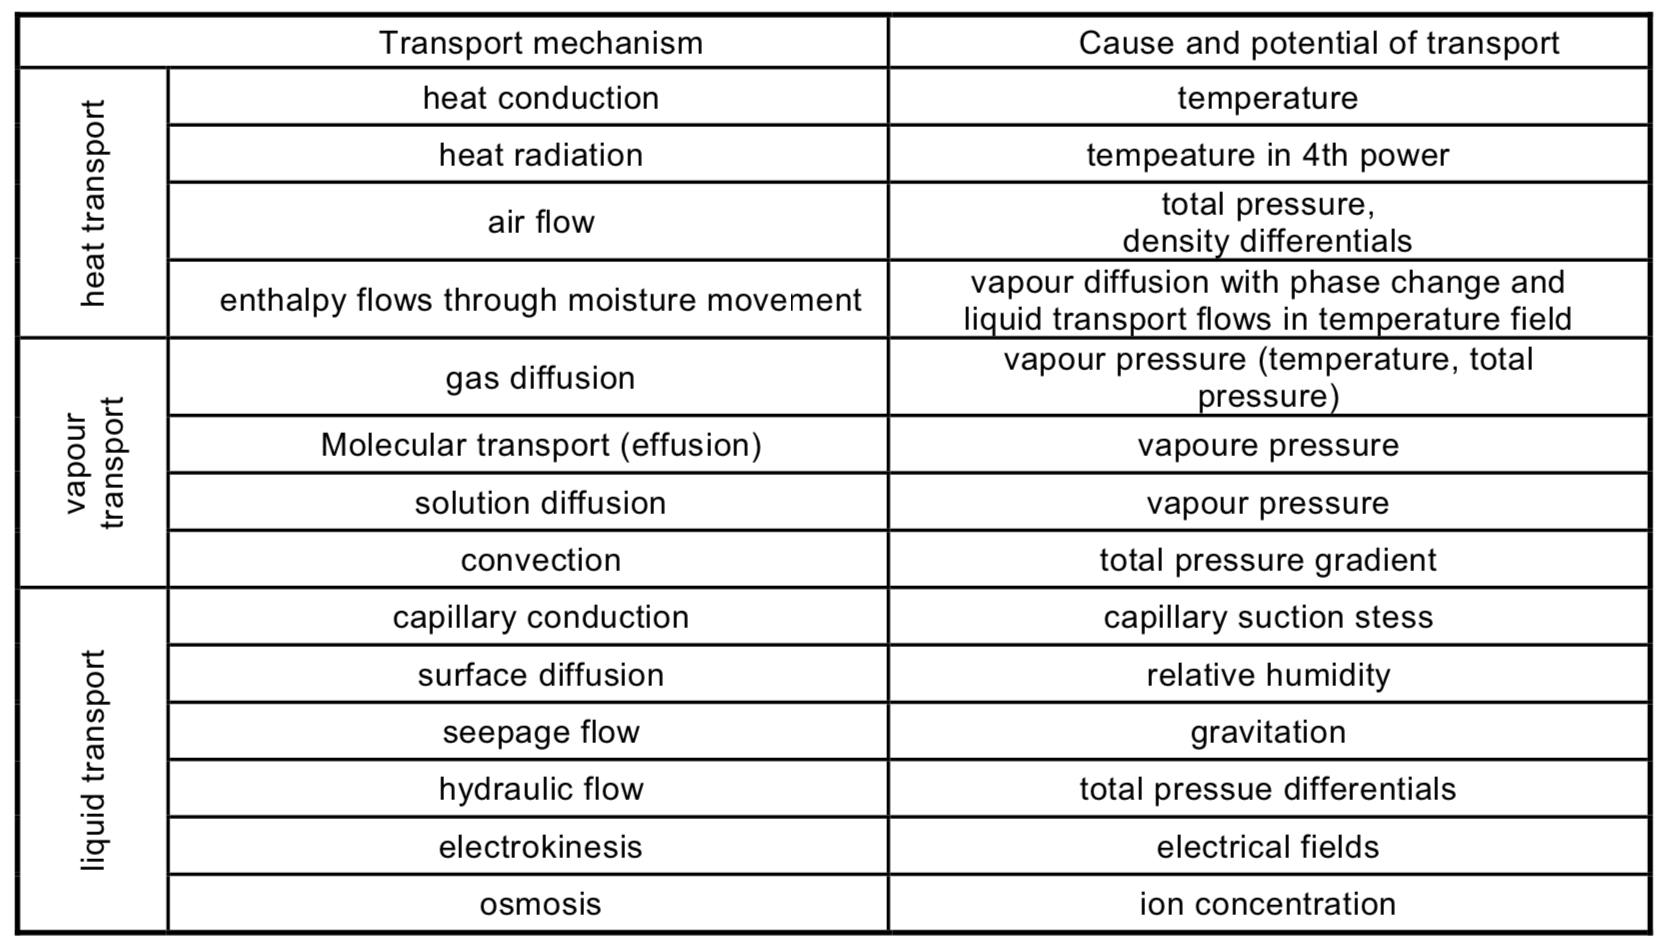 Transport mechanism
Cause and potential of transport
heat transport
heat conduction
temperature
heat radiation
tempeature in 4th power
air flow
total pressure,
density differentials
enthalpy flows through moisture movement
vapour diffusion with phase change and
liquid transport flows in temperature field
vapour
transport
gas diffusion
vapour pressure (temperature, total
pressure)
Molecular transport (effusion)
vapoure pressure
solution diffusion
vapour pressure
convection
total pressure gradient
liquid transport
capillary conduction
capillary suction stess
surface diffusion
relative humidity
seepage flow
gravitation
hydraulic flow
total pressue differentials
electrokinesis
electrical fields
osmosis
ion concentration